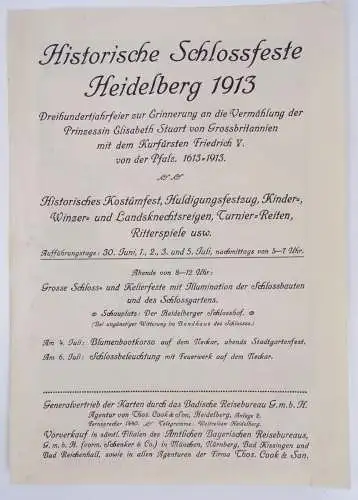 Historische Schlossfeste
Heidelberg 1913
Dreihundertjahrfeier zur Erinnerung an die Vermählung der
Prinzessin Elisabeth Stuart von Grossbritannien
mit dem Kurfürsten Friedrich V.
von der Pfalz. 1613-1913.
Historisches Kostümfest, Huldigungsfestzug, Kinder-,
Winzer- und Landsknechtsreigen, Turnier-Reiten,
Ritterspiele usw.
Aufführungstage: 30. Juni, 1., 2., 3. und 5. Juli, nachmittags von 5-7 Uhr.
Abends von 8-12 Uhr:
Grosse Schloss- und Kellerfeste mit Illumination der Schlossbauten
und des Schlossgartens.
Schauplatz: Der Heidelberger Schlosshof.
(Bei ungünstiger Witterung im Bandhaus des Schlosses.)
Am 4. Juli: Blumenbootkorso auf dem Neckar, abends Stadtgartenfest.
Am 6. Juli: Schlossbeleuchtung mit Feuerwerk auf dem Neckar.
Generalvertrieb der Karten durch das Badische Reisebureau G. m. b. H.
Agentur von Thos. Cook & Son, Heidelberg, Anlage 2.
Fernsprecher 1440. - Telegramme: Weltreisen Heidelberg.
Vorverkauf in sämtl. Filialen des Amtlichen Bayerischen Reisebureaus,
G. m. b. H. (vorm. Schenker & Co.) in München, Nürnberg, Bad Kissingen und
Bad Reichenhall, sowie in allen Agenturen der Firma Thos. Cook & Son.